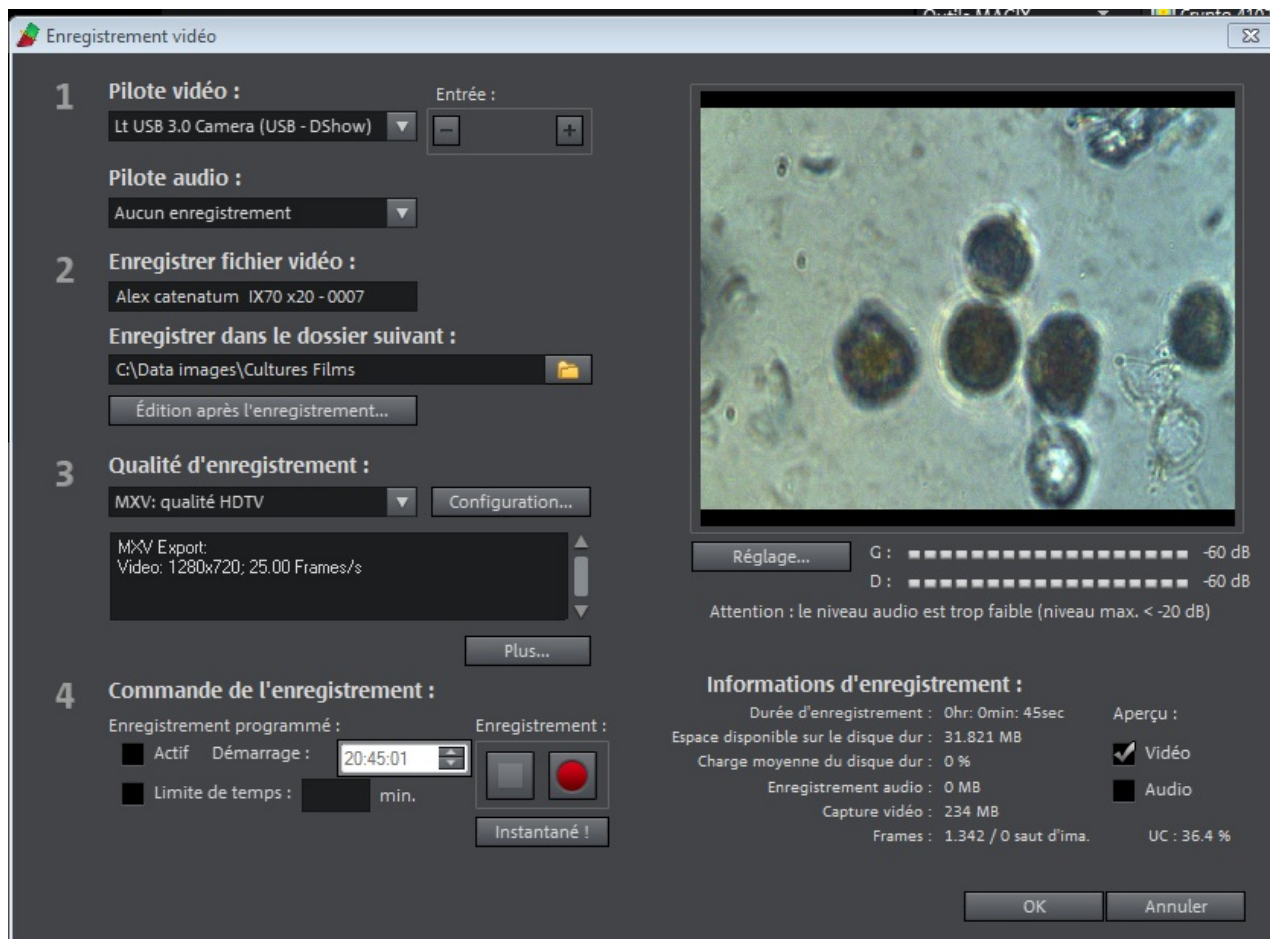 Outils MAGIX
Crypto 410
Enregistrement vidéo
1
Pilote vidéo :
Entrée :
Lt USB 3.0 Camera (USB - DShow)
Pilote audio :
Aucun enregistrement
2
Enregistrer fichier vidéo :
Alex catenatum IX70 x20 - 0007
Enregistrer dans le dossier suivant :
C:\Data images\Cultures Films
Édition après l'enregistrement...
3
Qualité d'enregistrement :
MXV: qualité HDTV
Configuration...
MXV Export:
Video: 1280x720; 25.00 Frames/s
Plus...
4
Commande de l'enregistrement :
Enregistrement programmé :
Enregistrement :
Actif Démarrage : 20:45:01
Limite de temps : min.
Instantané !
Réglage...
G : -60 dB
D : -60 dB
Attention : le niveau audio est trop faible (niveau max. < -20 dB)
Informations d'enregistrement :
Durée d'enregistrement : 0hr: 0min: 45sec
Espace disponible sur le disque dur : 31.821 MB
Charge moyenne du disque dur : 0 %
Enregistrement audio : 0 MB
Capture vidéo : 234 MB
Frames : 1.342 / 0 saut d'ima.
Aperçu :
Vidéo
Audio
UC : 36.4 %
OK
Annuler